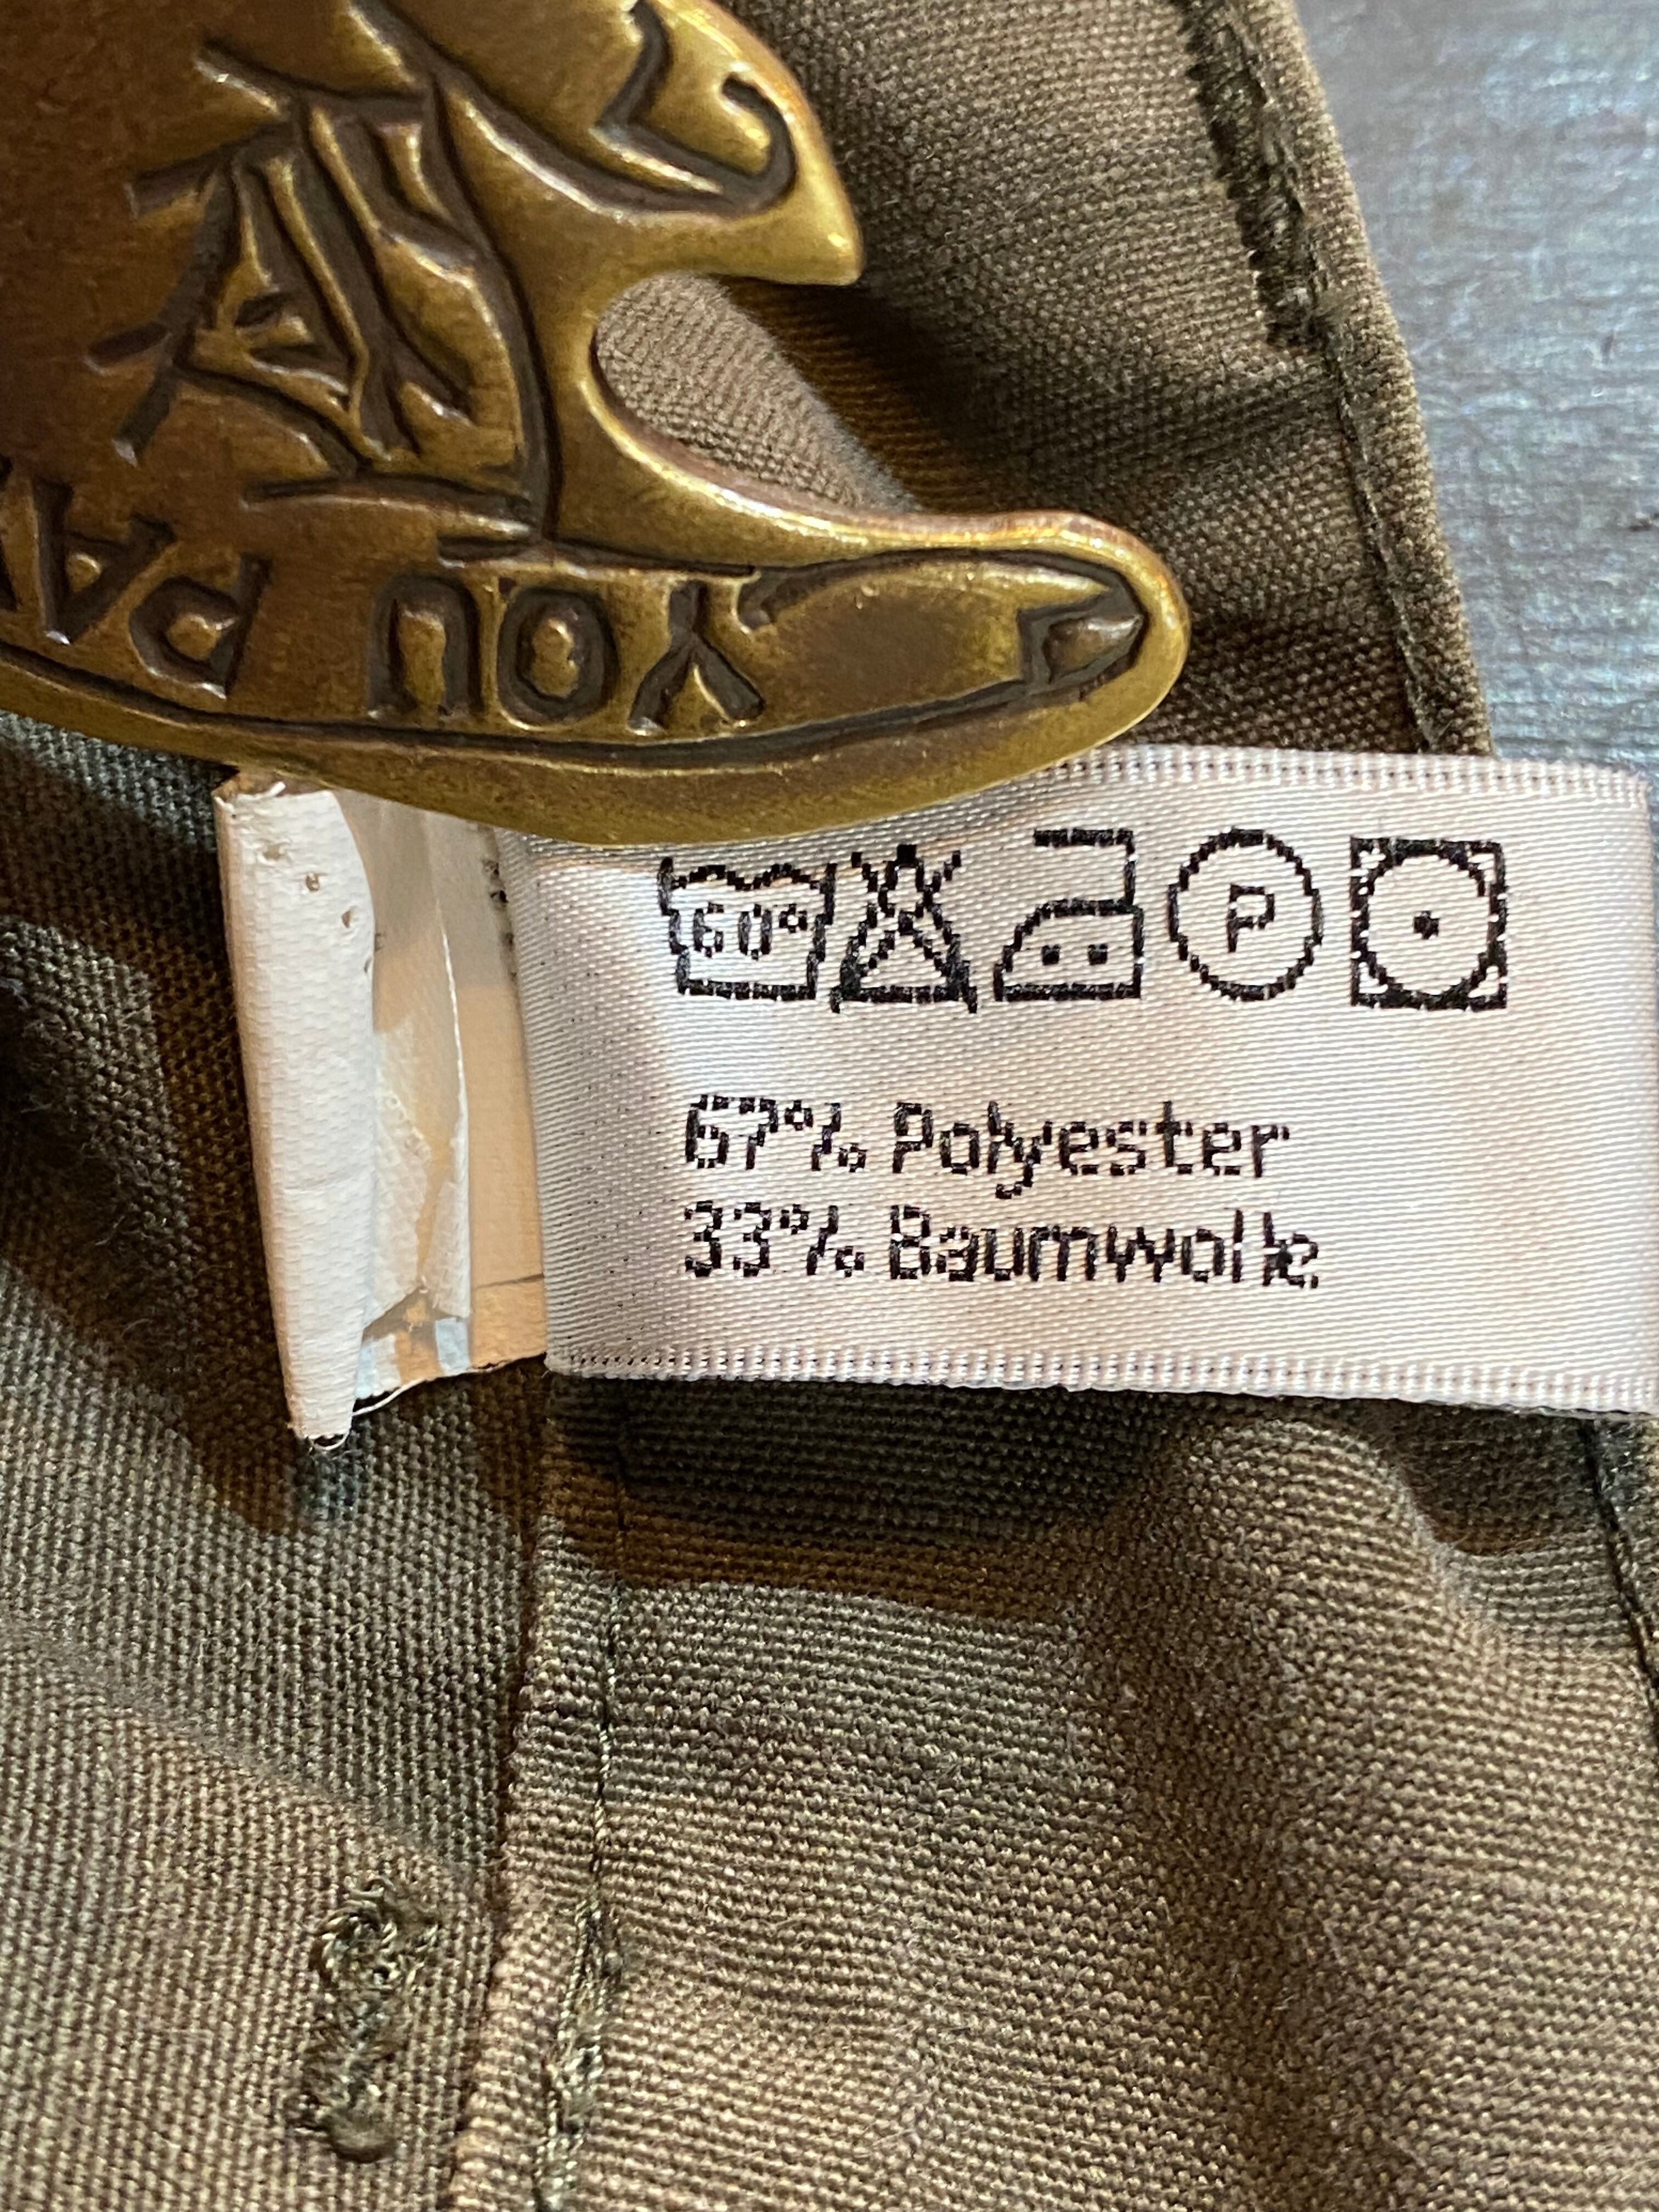 YOU PA
60°
P
67% Polyester
33% Baumwolle